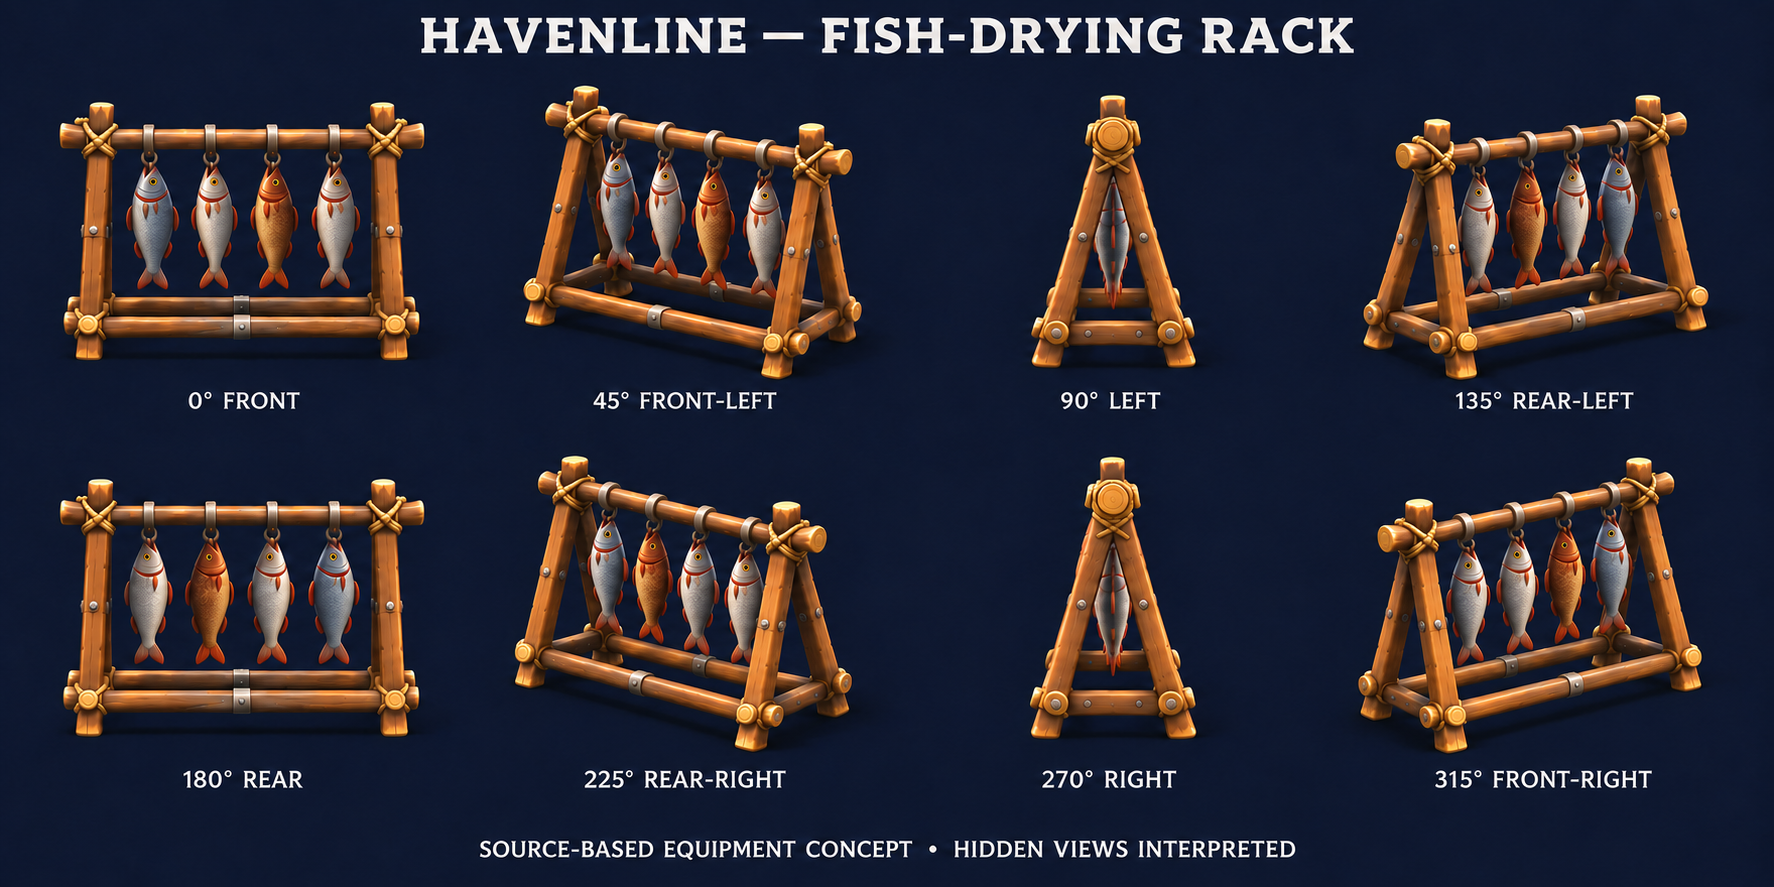 HAVENLINE — FISH-DRYING RACK
0° FRONT
45° FRONT-LEFT
90° LEFT
135° REAR-LEFT
180° REAR
225° REAR-RIGHT
270° RIGHT
315° FRONT-RIGHT
SOURCE-BASED EQUIPMENT CONCEPT • HIDDEN VIEWS INTERPRETED